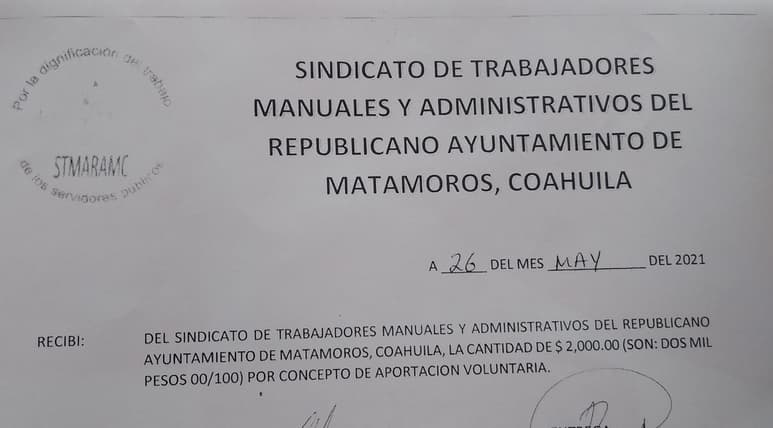 Por la dignificación del trabajo
STMARAMC
de los servidores publicos
SINDICATO DE TRABAJADORES
MANUALES Y ADMINISTRATIVOS DEL
REPUBLICANO AYUNTAMIENTO DE
MATAMOROS, COAHUILA
A 26 DEL MES MAY DEL 2021
RECIBI: DEL SINDICATO DE TRABAJADORES MANUALES Y ADMINISTRATIVOS DEL REPUBLICANO
AYUNTAMIENTO DE MATAMOROS, COAHUILA, LA CANTIDAD DE $ 2,000.00 (SON: DOS MIL
PESOS 00/100) POR CONCEPTO DE APORTACION VOLUNTARIA.